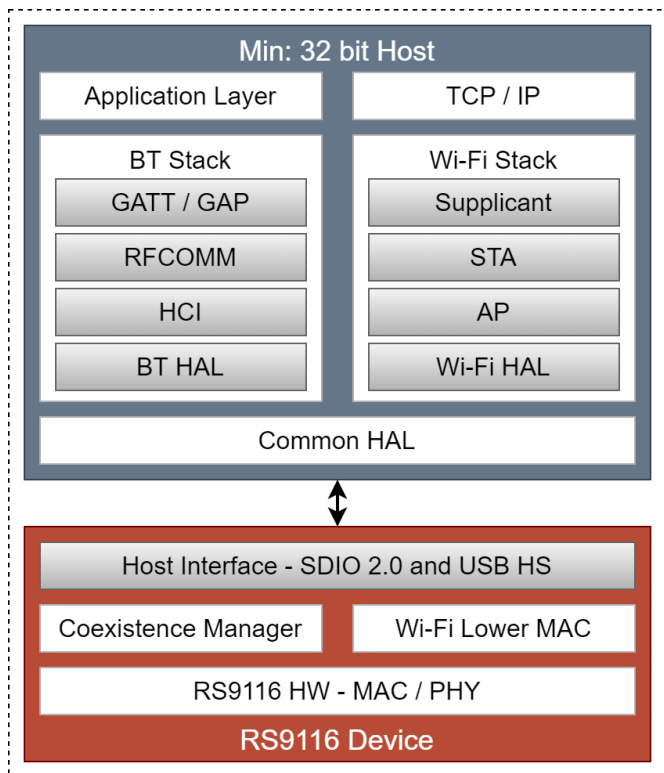 Min: 32 bit Host
Application Layer
TCP / IP
BT Stack
GATT / GAP
RFCOMM
HCI
BT HAL
Wi-Fi Stack
Supplicant
STA
AP
Wi-Fi HAL
Common HAL
Host Interface - SDIO 2.0 and USB HS
Coexistence Manager
Wi-Fi Lower MAC
RS9116 HW - MAC / PHY
RS9116 Device